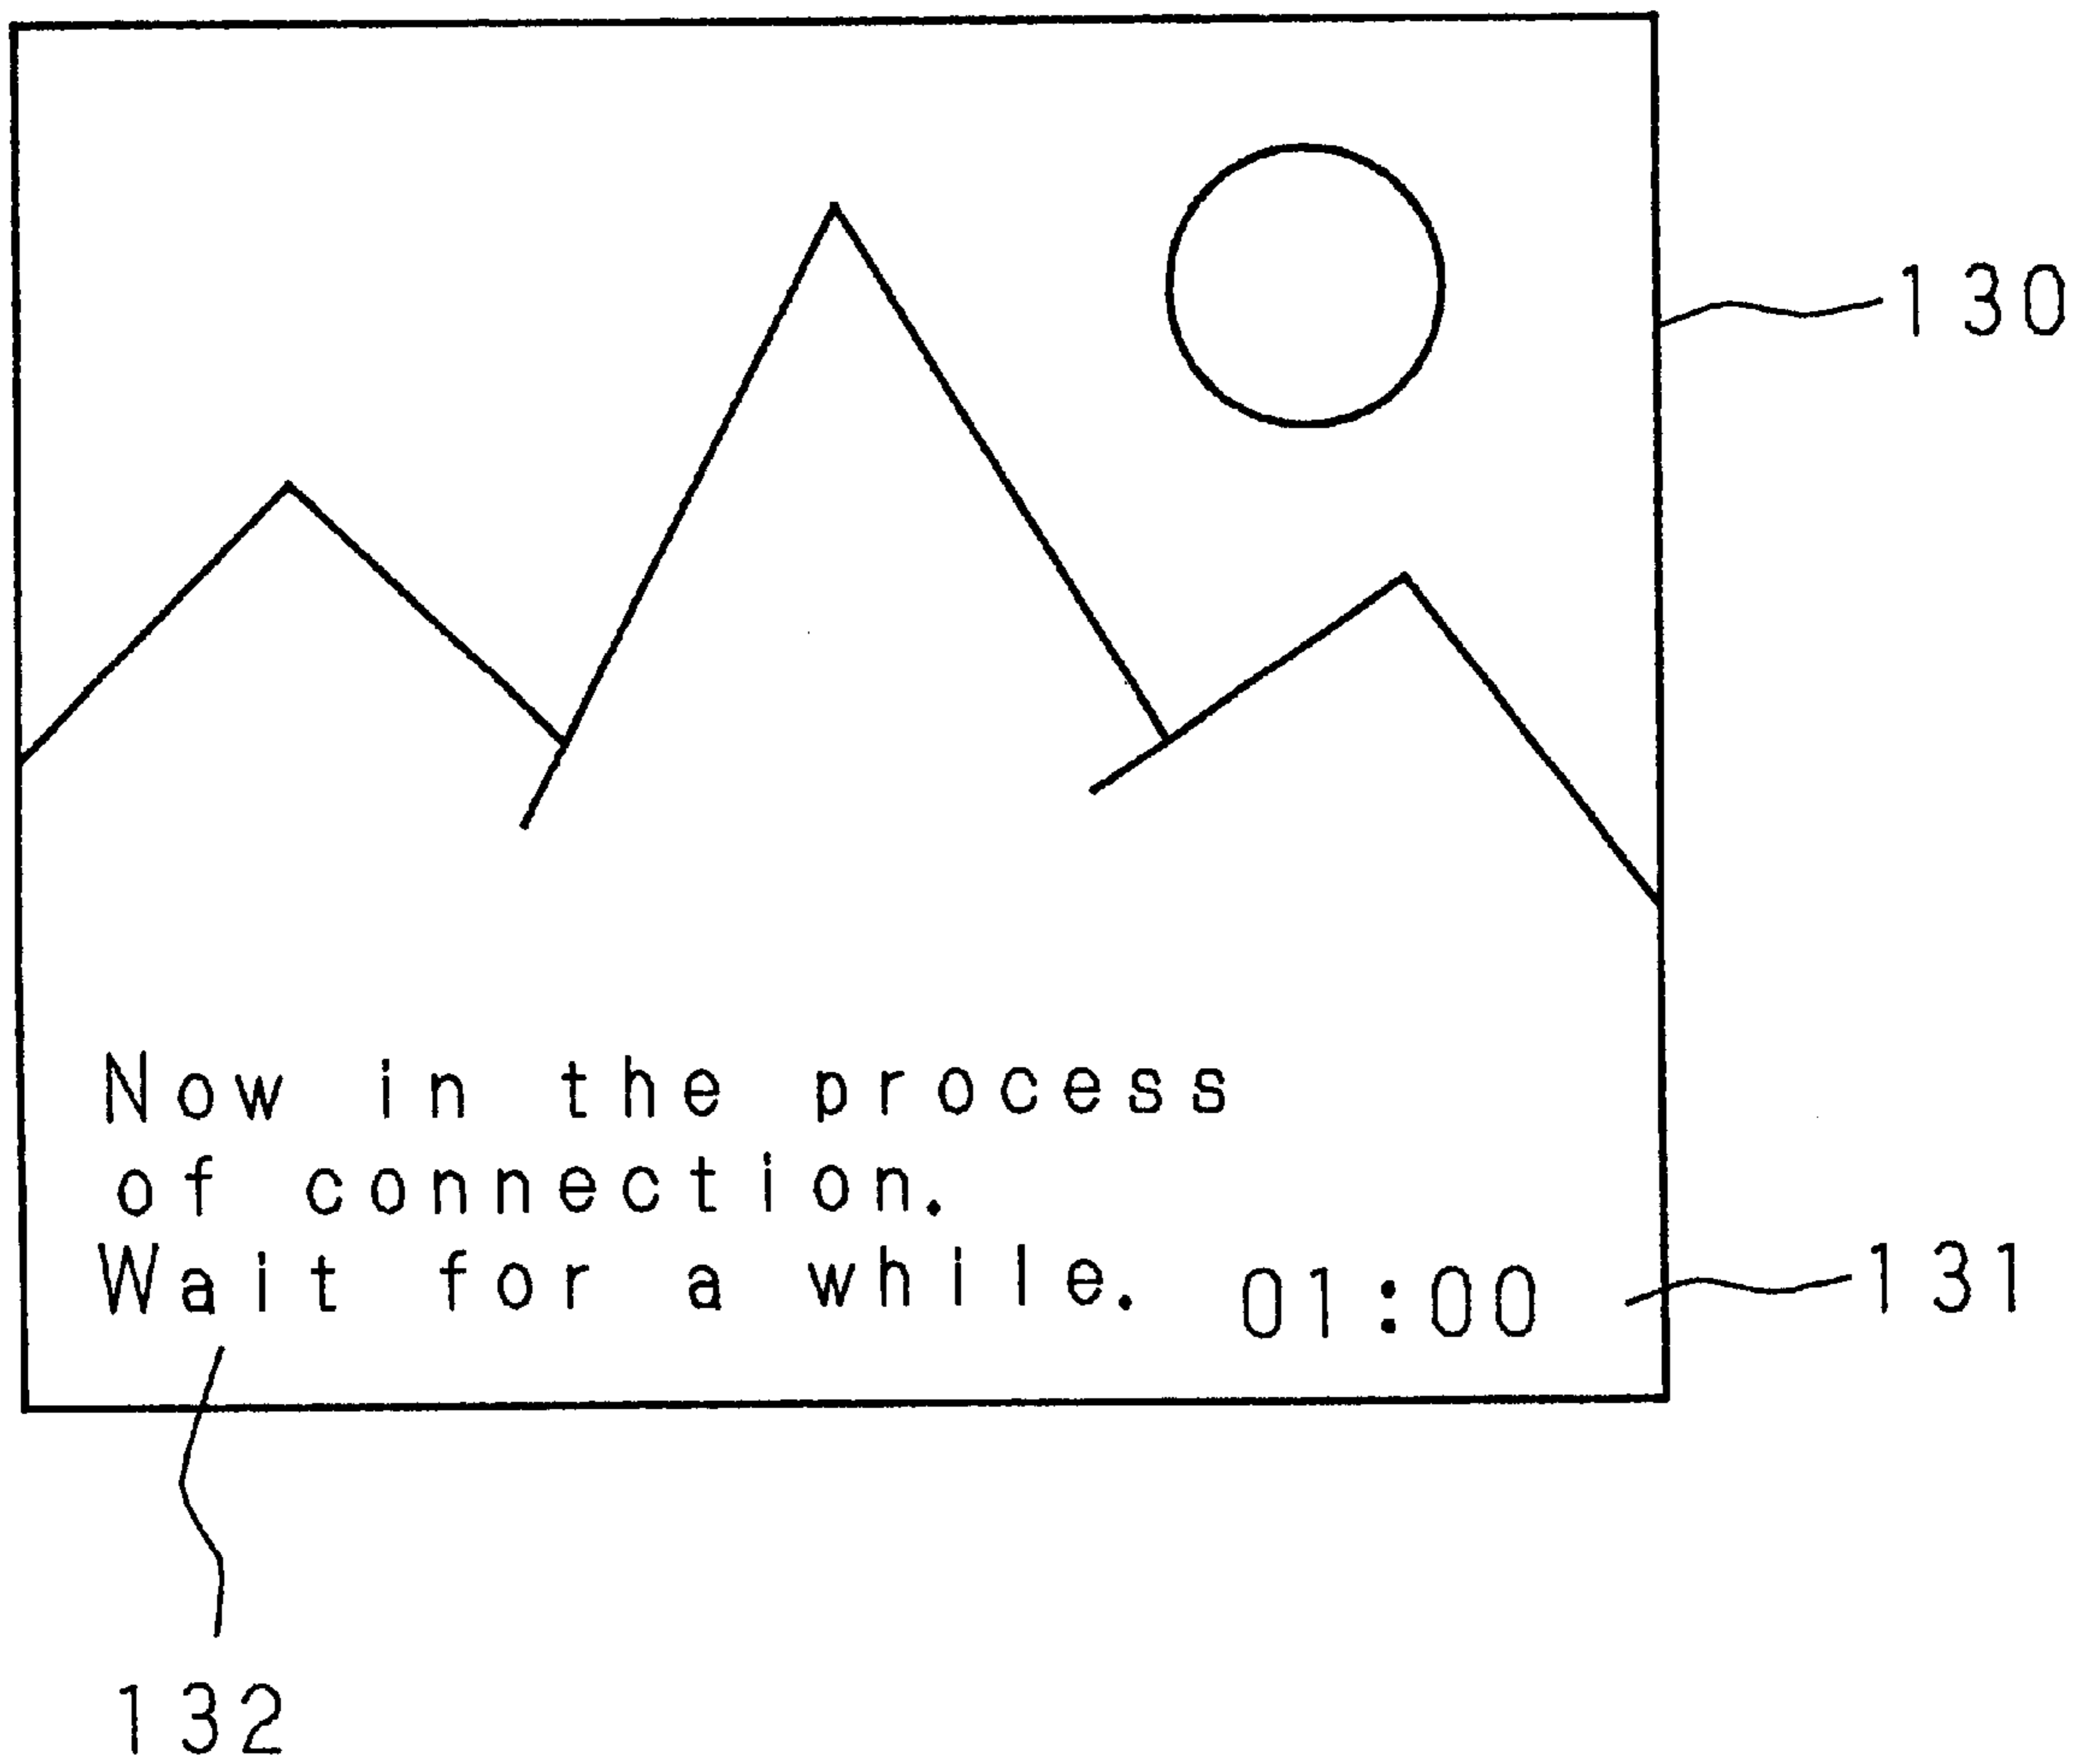 130
Now in the process
of connection.
Wait for a while. 01:00
131
132